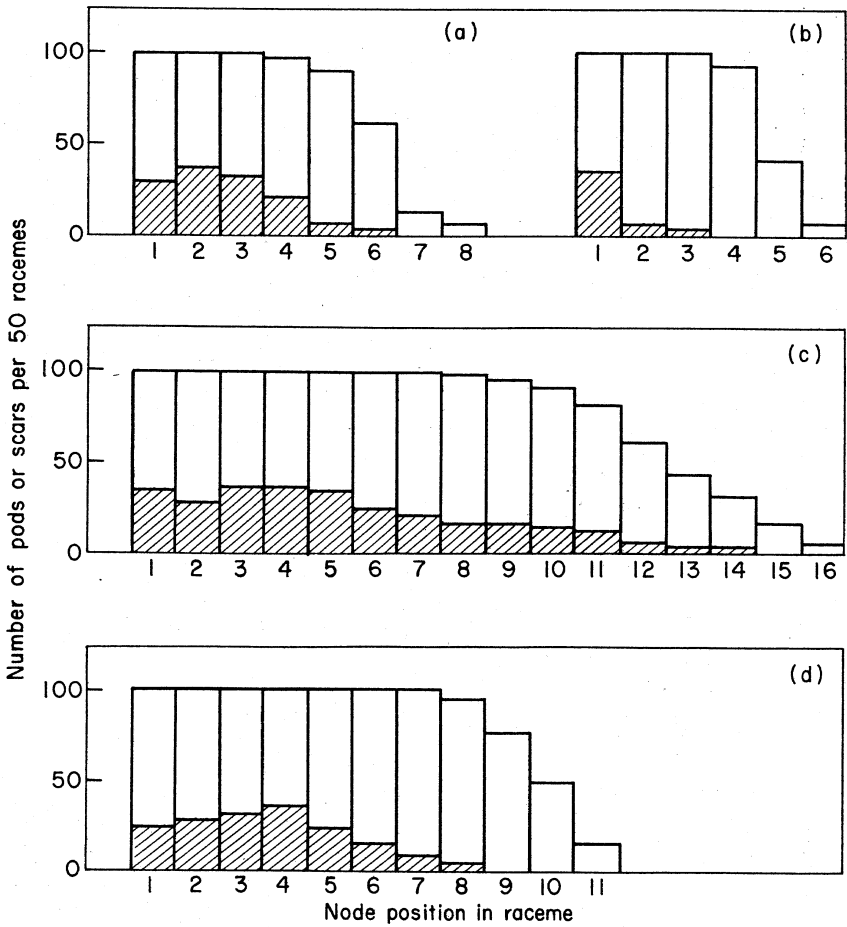 (a)
(b)
100
50
0
1 2 3 4 5 6 7 8
1 2 3 4 5 6
(c)
100
50
0
1 2 3 4 5 6 7 8 9 10 11 12 13 14 15 16
(d)
100
50
0
1 2 3 4 5 6 7 8 9 10 11
Node position in raceme
Number of pods or scars per 50 racemes